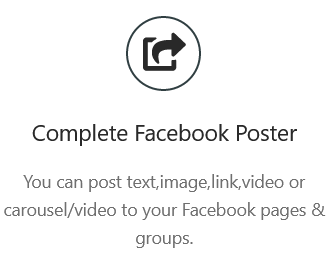 Complete Facebook Poster
You can post text,image,link,video or
carousel/video to your Facebook pages &
groups.